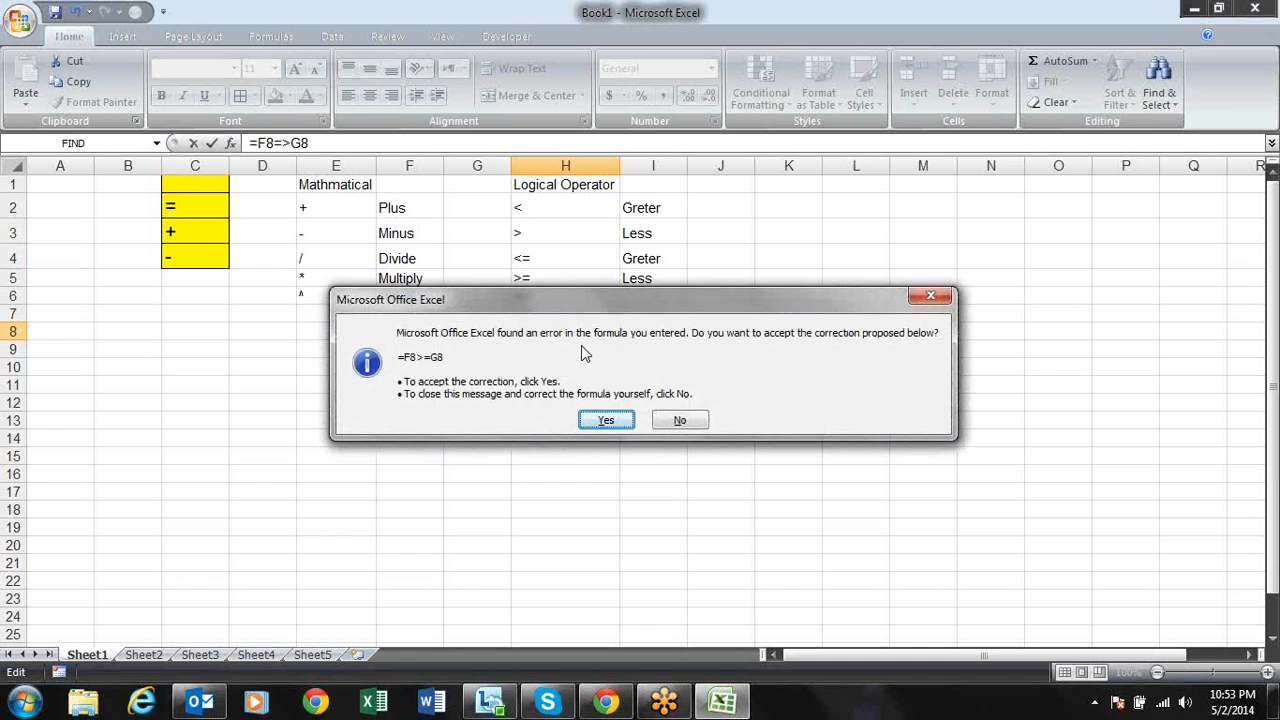 Book1 - Microsoft Excel
Home Insert Page Layout Formulas Data Review View Developer
Paste Cut Copy Format Painter
11 A A Wrap Text General
B I U Merge & Center $ % ,
Conditional Formatting Format as Table Cell Styles Insert Delete Format
Σ AutoSum Fill Clear Sort & Filter Find & Select
Clipboard Font Alignment Number Styles Cells Editing
FIND =F8=>G8
A B C D E F G H I J K L M N O P Q R
1 Mathmatical Logical Operator
2 = + Plus < Greter
3 + - Minus > Less
4 - / Divide <= Greter
5 * Multiply >= Less
6 ^
7
8
9
10
11
12
13
14
15
16
17
18
19
20
21
22
23
24
25
Microsoft Office Excel
Microsoft Office Excel found an error in the formula you entered. Do you want to accept the correction proposed below?
=F8>=G8
• To accept the correction, click Yes.
• To close this message and correct the formula yourself, click No.
Yes No
Sheet1 Sheet2 Sheet3 Sheet4 Sheet5
Edit 100%
10:53 PM
5/2/2014